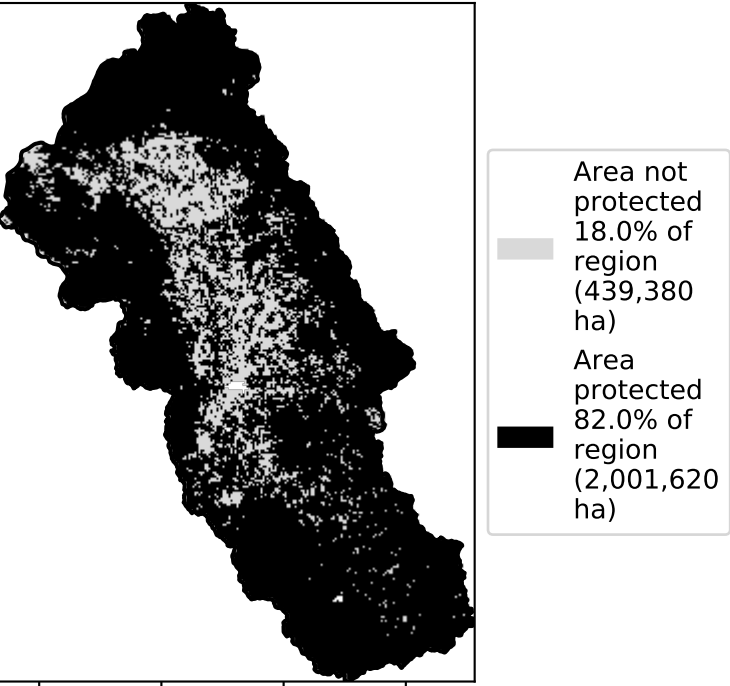 Area not
protected
18.0% of
region
(439,380
ha)
Area
protected
82.0% of
region
(2,001,620
ha)